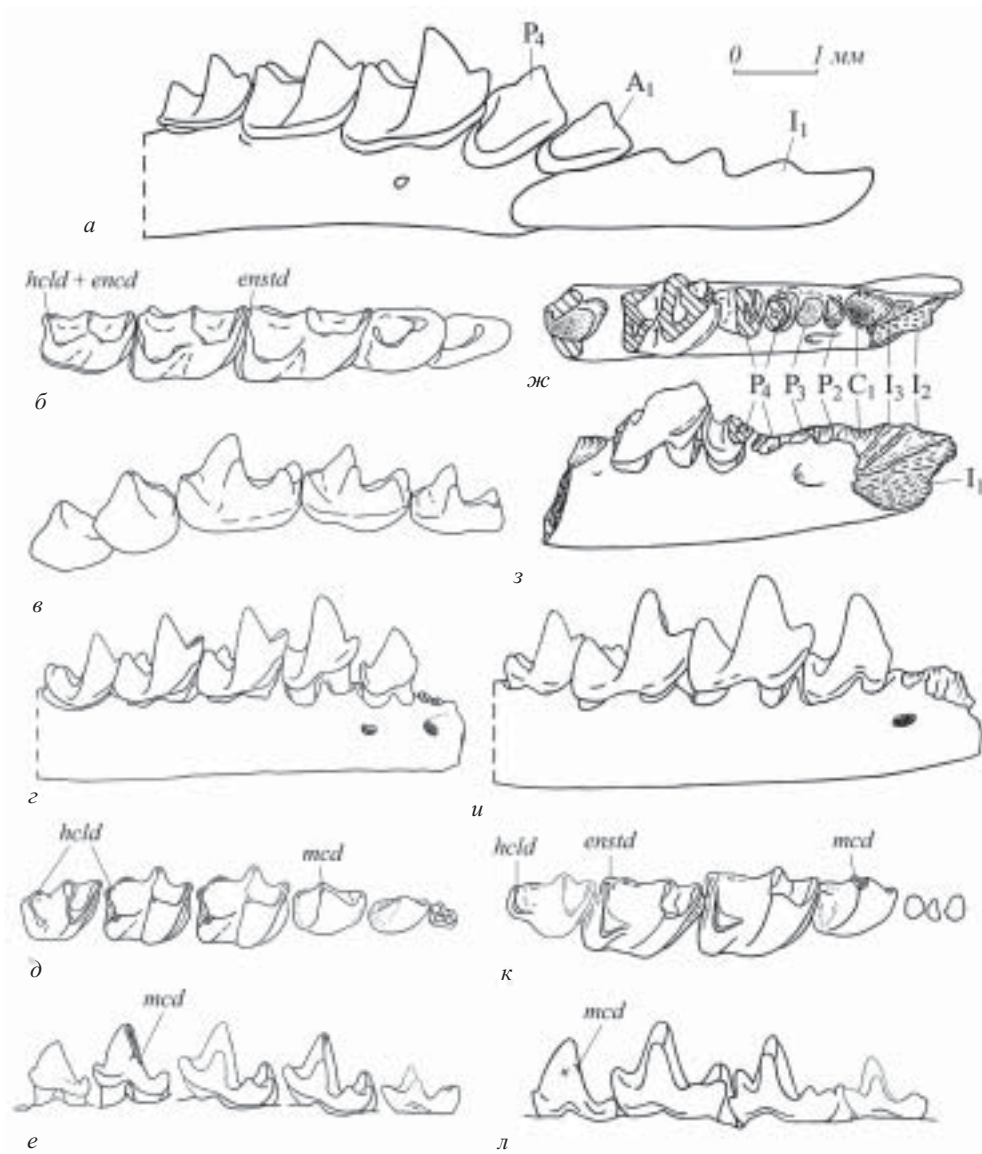 P₄
0 1 мм
A₁
I₁
а
hcld + encd enstd
б
ж
P₄ P₃ P₂ C₁ I₃ I₂
I₁
в
з
г
и
hcld
mcd
hcld enstd mcd
д
к
mcd
mcd
е
л